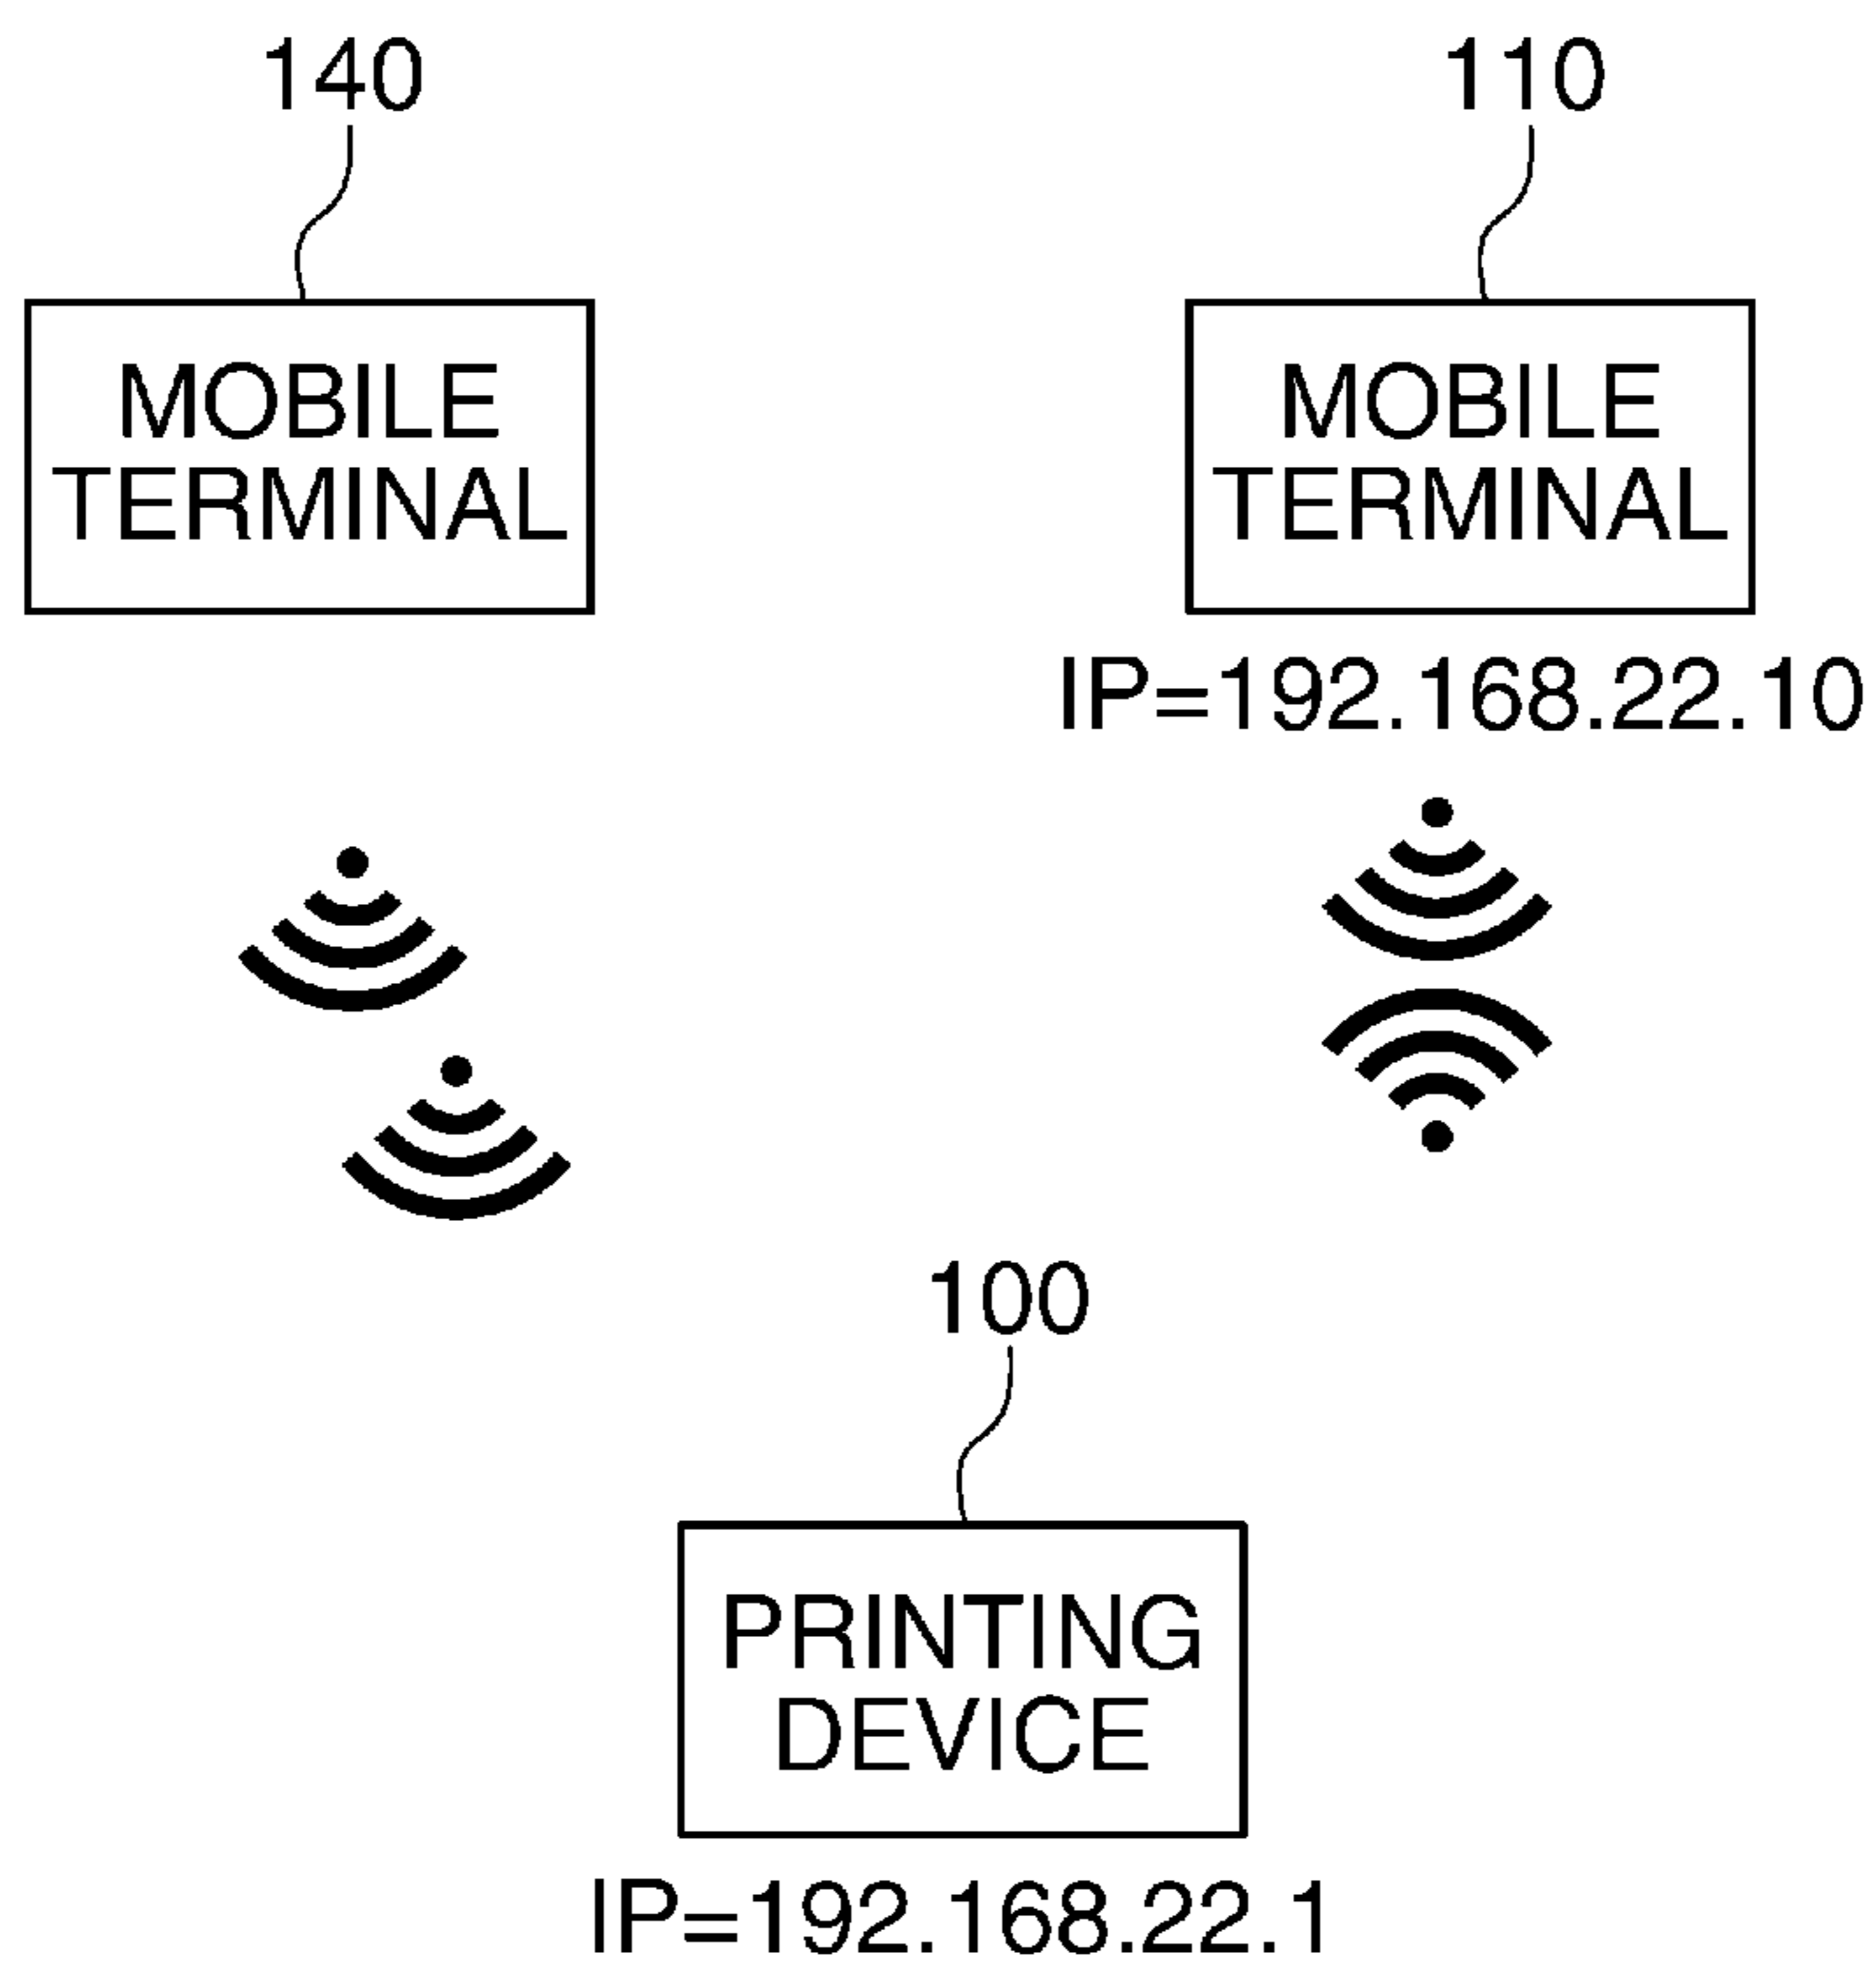 140
110
MOBILE
TERMINAL
MOBILE
TERMINAL
IP=192.168.22.10
100
PRINTING
DEVICE
IP=192.168.22.1